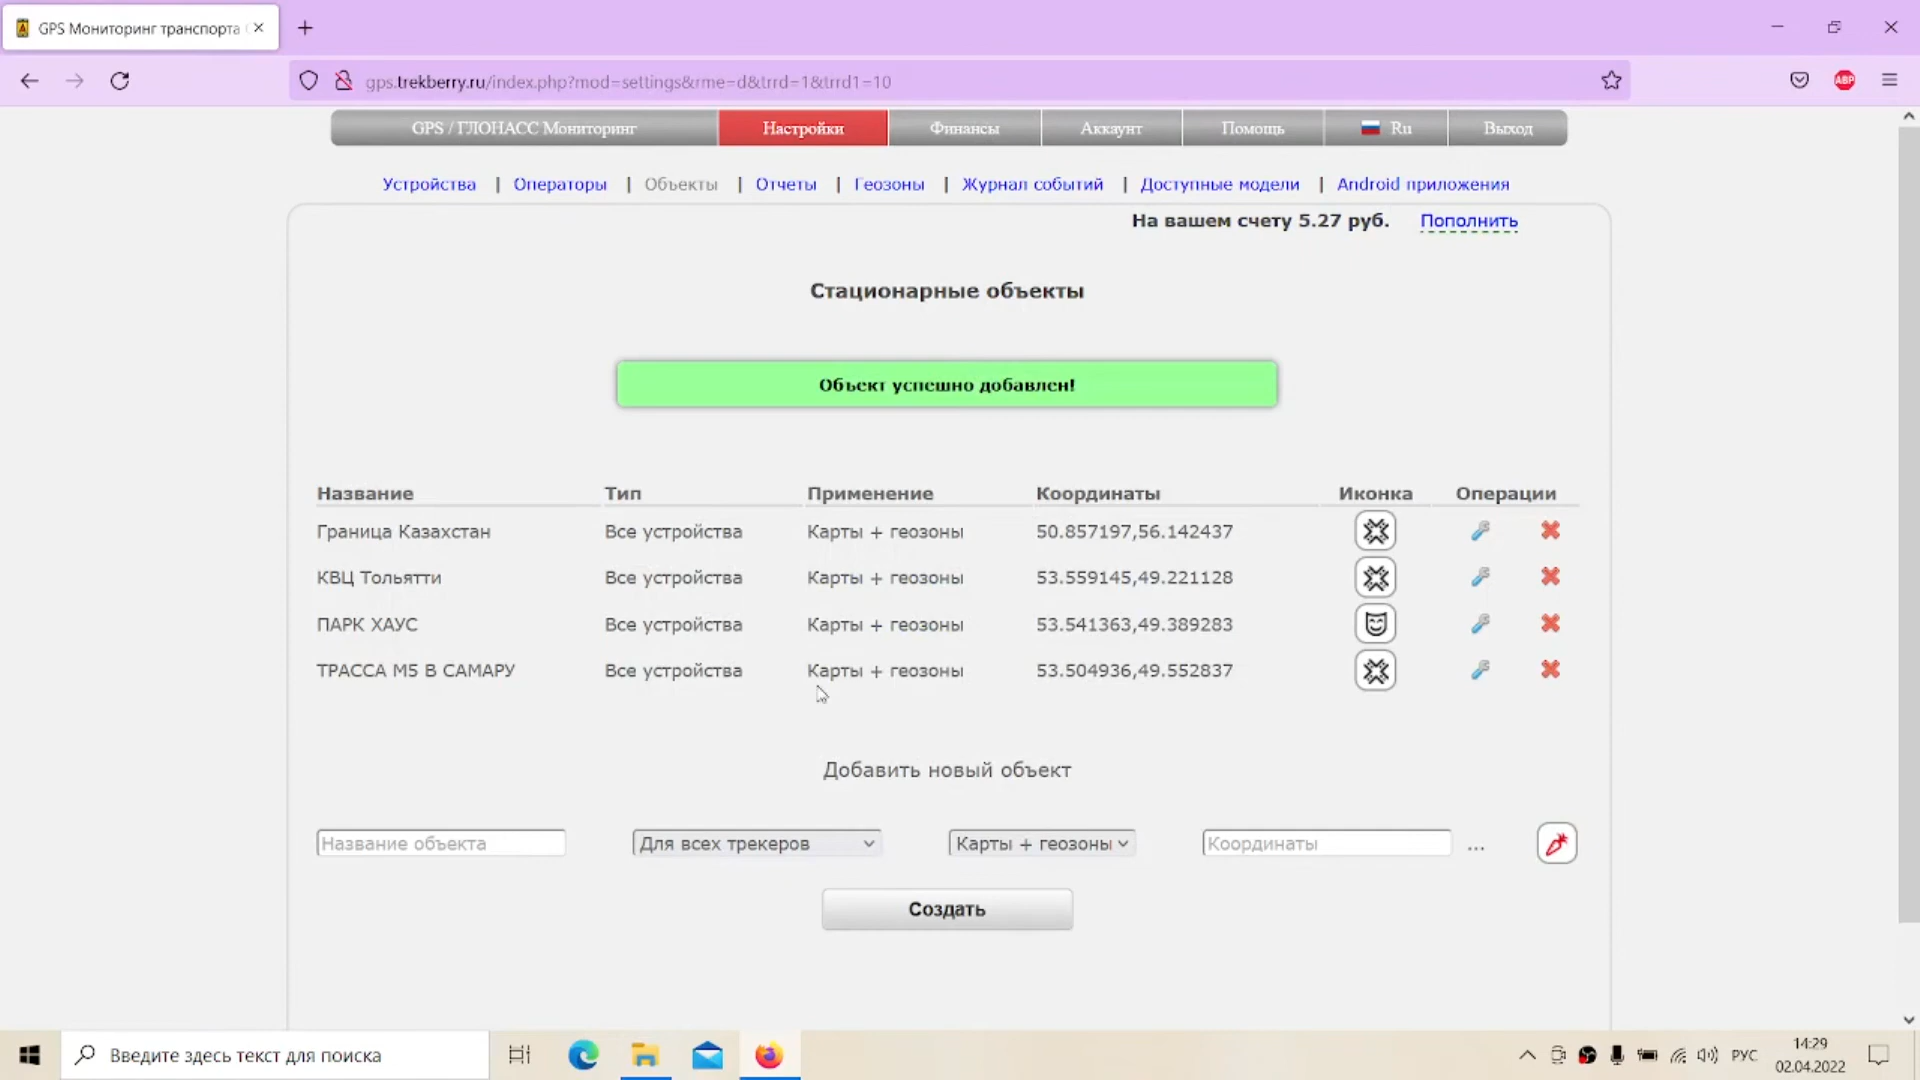 GPS Мониторинг транспорта
gps.trekberry.ru/index.php?mod=settings&rme=d&trrd=1&trrd1=10
ABP
GPS / ГЛОНАСС Мониторинг Настройки Финансы Аккаунт Помощь Ru Выход
Устройства | Операторы | Объекты | Отчеты | Геозоны | Журнал событий | Доступные модели | Android приложения
На вашем счету 5.27 руб. Пополнить
Стационарные объекты
Объект успешно добавлен!
Название Тип Применение Координаты Иконка Операции
Граница Казахстан Все устройства Карты + геозоны 50.857197,56.142437
КВЦ Тольятти Все устройства Карты + геозоны 53.559145,49.221128
ПАРК ХАУС Все устройства Карты + геозоны 53.541363,49.389283
ТРАССА М5 В САМАРУ Все устройства Карты + геозоны 53.504936,49.552837
Добавить новый объект
Название объекта Для всех трекеров Карты + геозоны Координаты ...
Создать
Введите здесь текст для поиска
РУС
14:29
02.04.2022